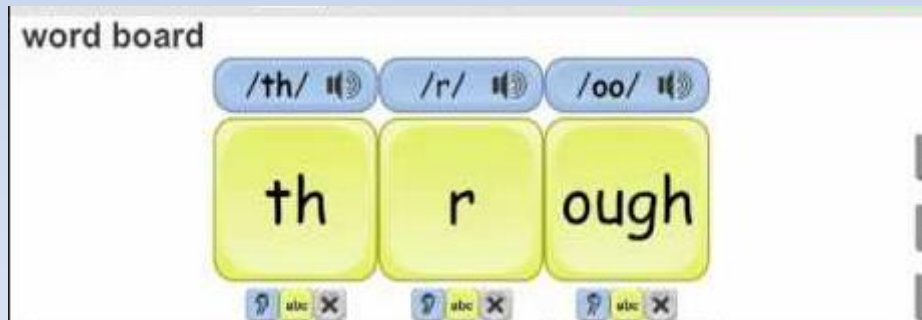 word board
/th/ /r/ /oo/
th r ough
abc abc abc